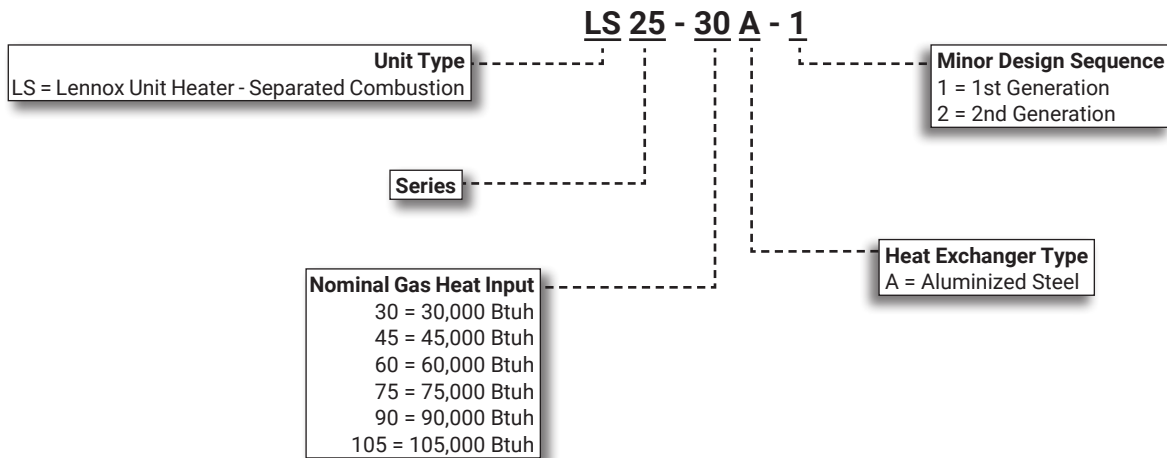 LS 25 - 30 A - 1
Unit Type
LS = Lennox Unit Heater - Separated Combustion
Minor Design Sequence
1 = 1st Generation
2 = 2nd Generation
Series
Heat Exchanger Type
A = Aluminized Steel
Nominal Gas Heat Input
30 = 30,000 Btuh
45 = 45,000 Btuh
60 = 60,000 Btuh
75 = 75,000 Btuh
90 = 90,000 Btuh
105 = 105,000 Btuh